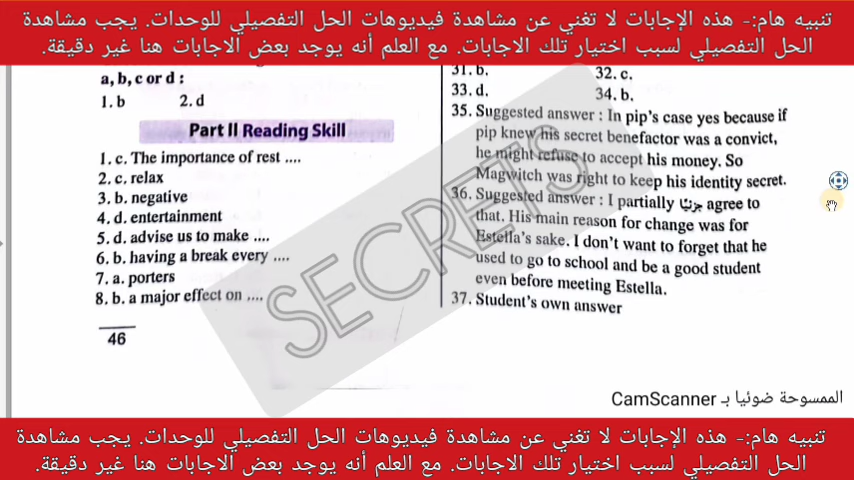 تنبيه هام:- هذه الإجابات لا تغني عن مشاهدة فيديوهات الحل التفصيلي للوحدات. يجب مشاهدة
الحل التفصيلي لسبب اختيار تلك الاجابات. مع العلم أنه يوجد بعض الاجابات هنا غير دقيقة.
a, b, c or d :
1. b 2. d
Part II Reading Skill
1. c. The importance of rest ....
2. c. relax
3. b. negative
4. d. entertainment
5. d. advise us to make ....
6. b. having a break every ....
7. a. porters
8. b. a major effect on ....
46
31. b. 32. c.
33. d. 34. b.
35. Suggested answer : In pip's case yes because if
pip knew his secret benefactor was a convict,
he might refuse to accept his money. So
Magwitch was right to keep his identity secret.
36. Suggested answer : I partially جزئيًا agree to
that. His main reason for change was for
Estella's sake. I don't want to forget that he
used to go to school and be a good student
even before meeting Estella.
37. Student's own answer
SECRETS
الممسوحة ضوئيا بـ CamScanner
تنبيه هام:- هذه الإجابات لا تغني عن مشاهدة فيديوهات الحل التفصيلي للوحدات. يجب مشاهدة
الحل التفصيلي لسبب اختيار تلك الاجابات. مع العلم أنه يوجد بعض الاجابات هنا غير دقيقة.